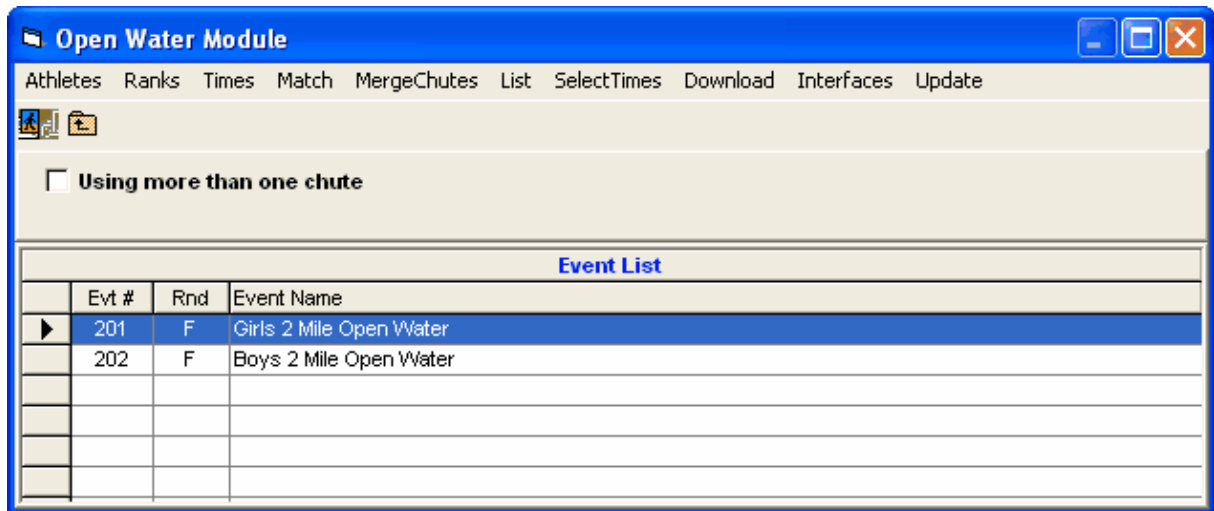 Open Water Module
Athletes Ranks Times Match MergeChutes List SelectTimes Download Interfaces Update
Using more than one chute
Event List
Evt # Rnd Event Name
201 F Girls 2 Mile Open Water
202 F Boys 2 Mile Open Water